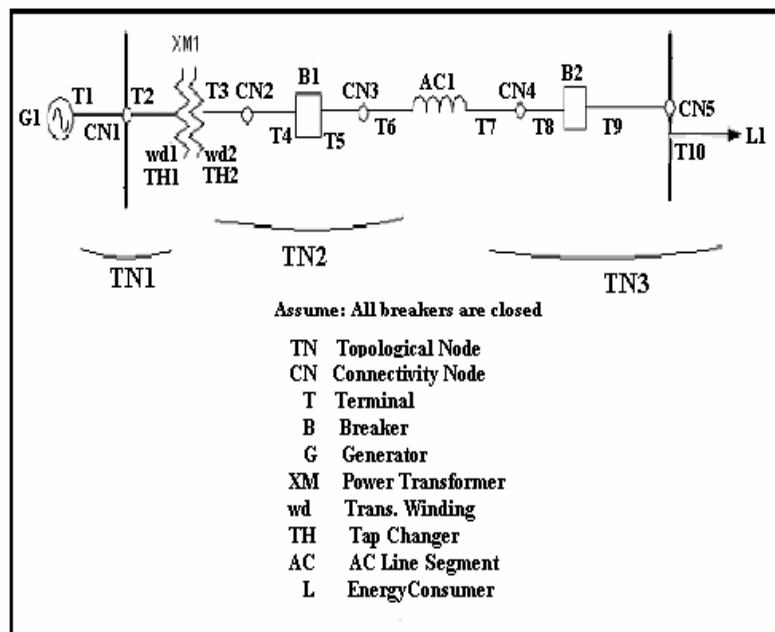 XM1
B1
AC1
B2
T1
T2
T3
CN2
CN3
CN4
CN5
G1
CN1
T4
T5
T6
T7
T8
T9
T10
L1
wd1
wd2
TH1
TH2
TN1
TN2
TN3
Assume: All breakers are closed
TN Topological Node
CN Connectivity Node
T Terminal
B Breaker
G Generator
XM Power Transformer
wd Trans. Winding
TH Tap Changer
AC AC Line Segment
L EnergyConsumer